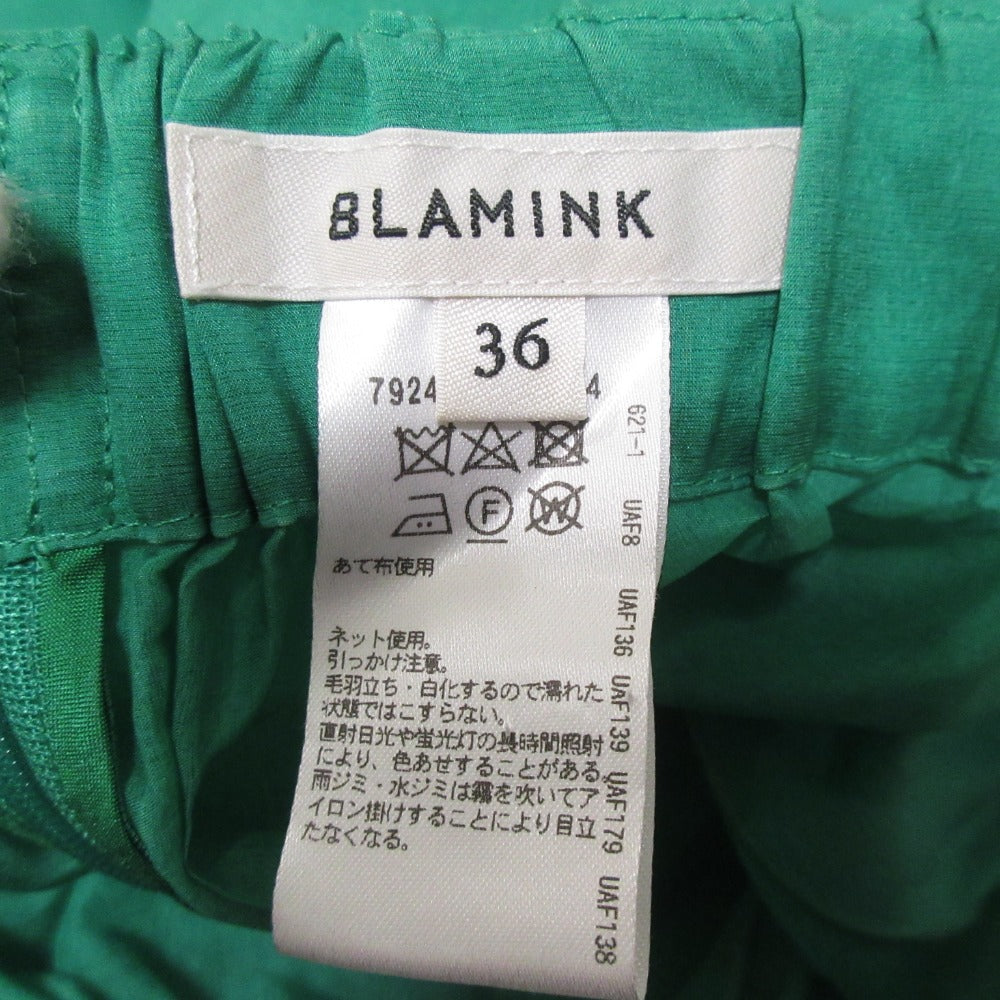 BLAMINK
36
7924 4
F W
あて布使用
ネット使用。
引っかけ注意。
毛羽立ち・白化するので濡れた
状態ではこすらない。
直射日光や蛍光灯の長時間照射
により、色あせすることがある。
雨ジミ・水ジミは霧を吹いてア
イロン掛けすることにより目立
たなくなる。
621-1 UAF8 UAF136 UAF139 UAF179 UAF138